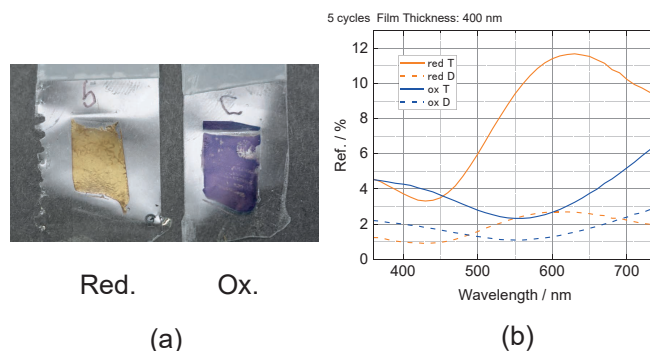 5 cycles Film Thickness: 400 nm
b
c
Red.
Ox.
(a)
12
10
8
6
4
2
0
red T
red D
ox T
ox D
Ref. / %
400 500 600 700
Wavelength / nm
(b)